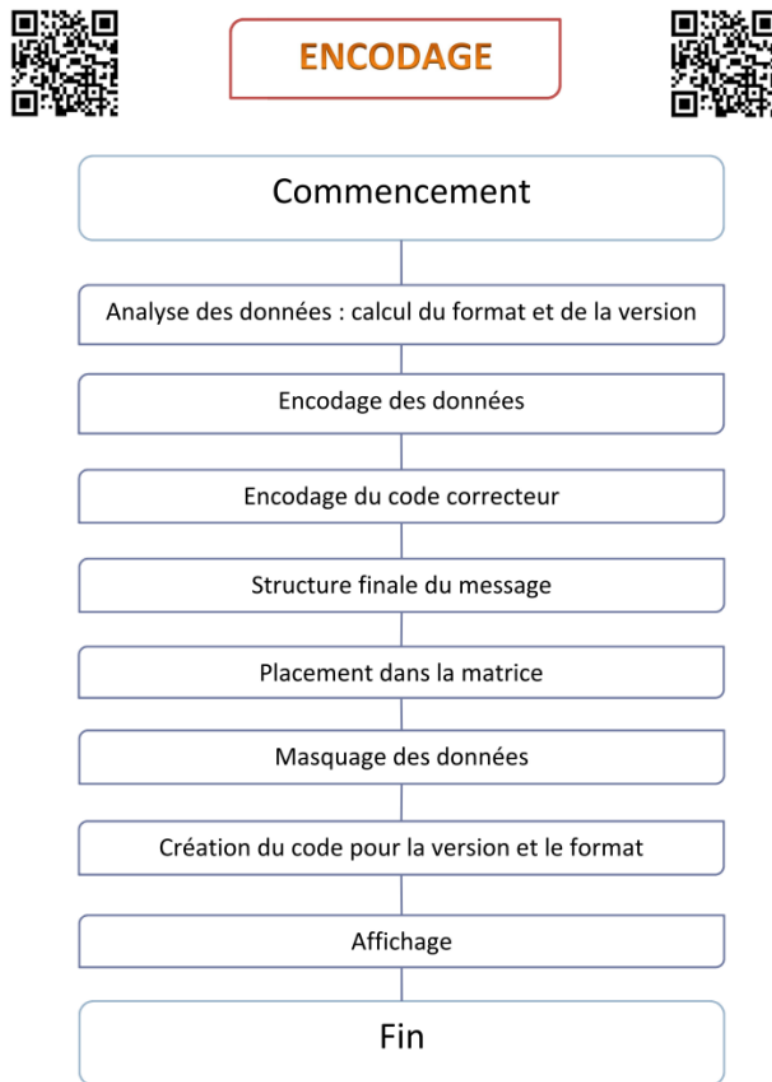 ENCODAGE
Commencement
Analyse des données : calcul du format et de la version
Encodage des données
Encodage du code correcteur
Structure finale du message
Placement dans la matrice
Masquage des données
Création du code pour la version et le format
Affichage
Fin